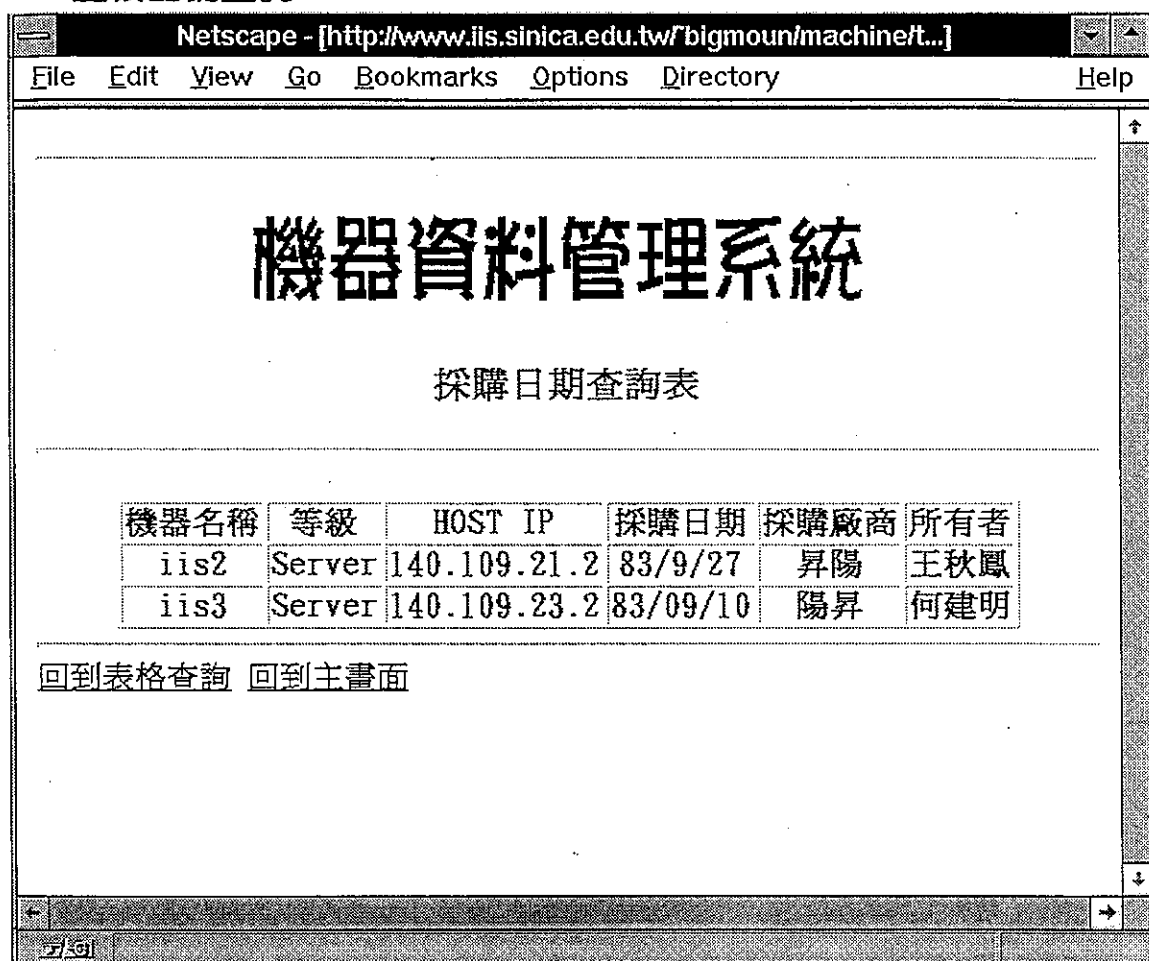 Netscape - [http://www.iis.sinica.edu.tw/~bigmoun/machine/t...]
File Edit View Go Bookmarks Options Directory Help
機器資料管理系統
採購日期查詢表
機器名稱 等級 HOST IP 採購日期 採購廠商 所有者
iis2 Server 140.109.21.2 83/9/27 昇陽 王秋鳳
iis3 Server 140.109.23.2 83/09/10 陽昇 何建明
回到表格查詢 回到主畫面